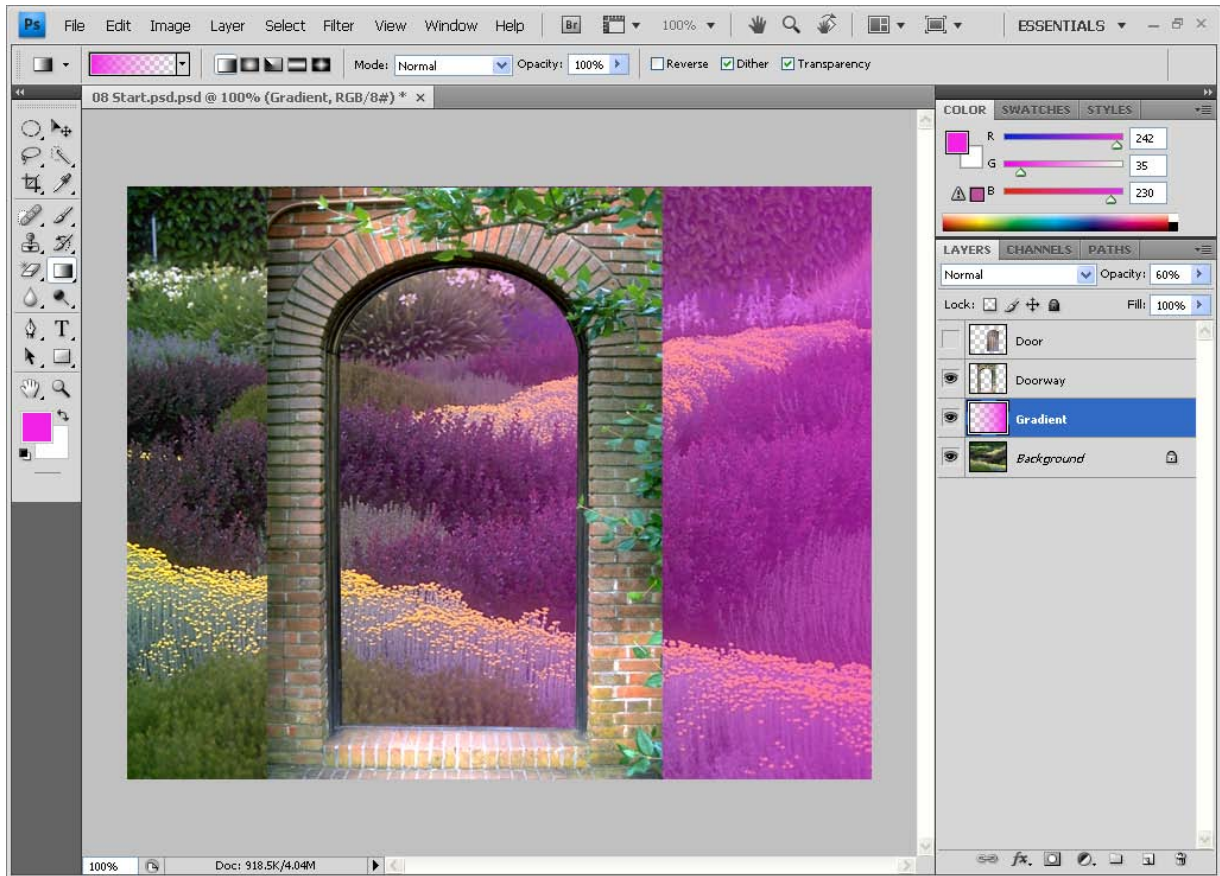 Ps File Edit Image Layer Select Filter View Window Help Br 100% ESSENTIALS
Mode: Normal Opacity: 100% Reverse Dither Transparency
08 Start.psd.psd @ 100% (Gradient, RGB/8#) * ×
COLOR SWATCHES STYLES
R 242
G 35
B 230
LAYERS CHANNELS PATHS
Normal Opacity: 60%
Lock: Fill: 100%
Door
Doorway
Gradient
Background
T
fx.
100% Doc: 918.5K/4.04M